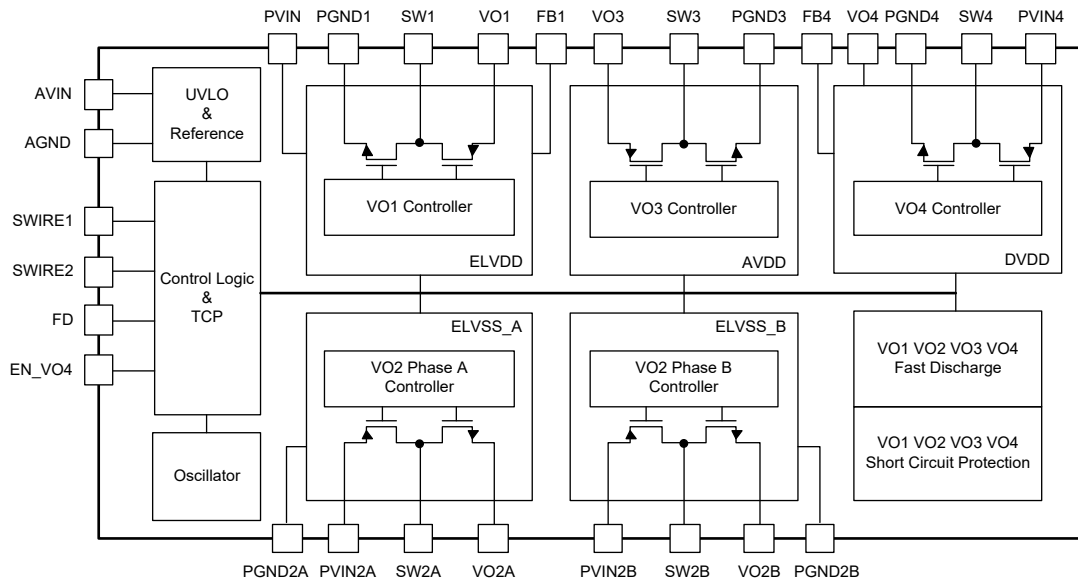 PVIN PGND1 SW1 VO1 FB1 VO3 SW3 PGND3 FB4 VO4 PGND4 SW4 PVIN4
AVIN
AGND
SWIRE1
SWIRE2
FD
EN_VO4
UVLO
&
Reference
Control Logic
&
TCP
Oscillator
VO1 Controller
ELVDD
VO3 Controller
AVDD
VO4 Controller
DVDD
ELVSS_A
VO2 Phase A
Controller
ELVSS_B
VO2 Phase B
Controller
VO1 VO2 VO3 VO4
Fast Discharge
VO1 VO2 VO3 VO4
Short Circuit Protection
PGND2A PVIN2A SW2A VO2A PVIN2B SW2B VO2B PGND2B